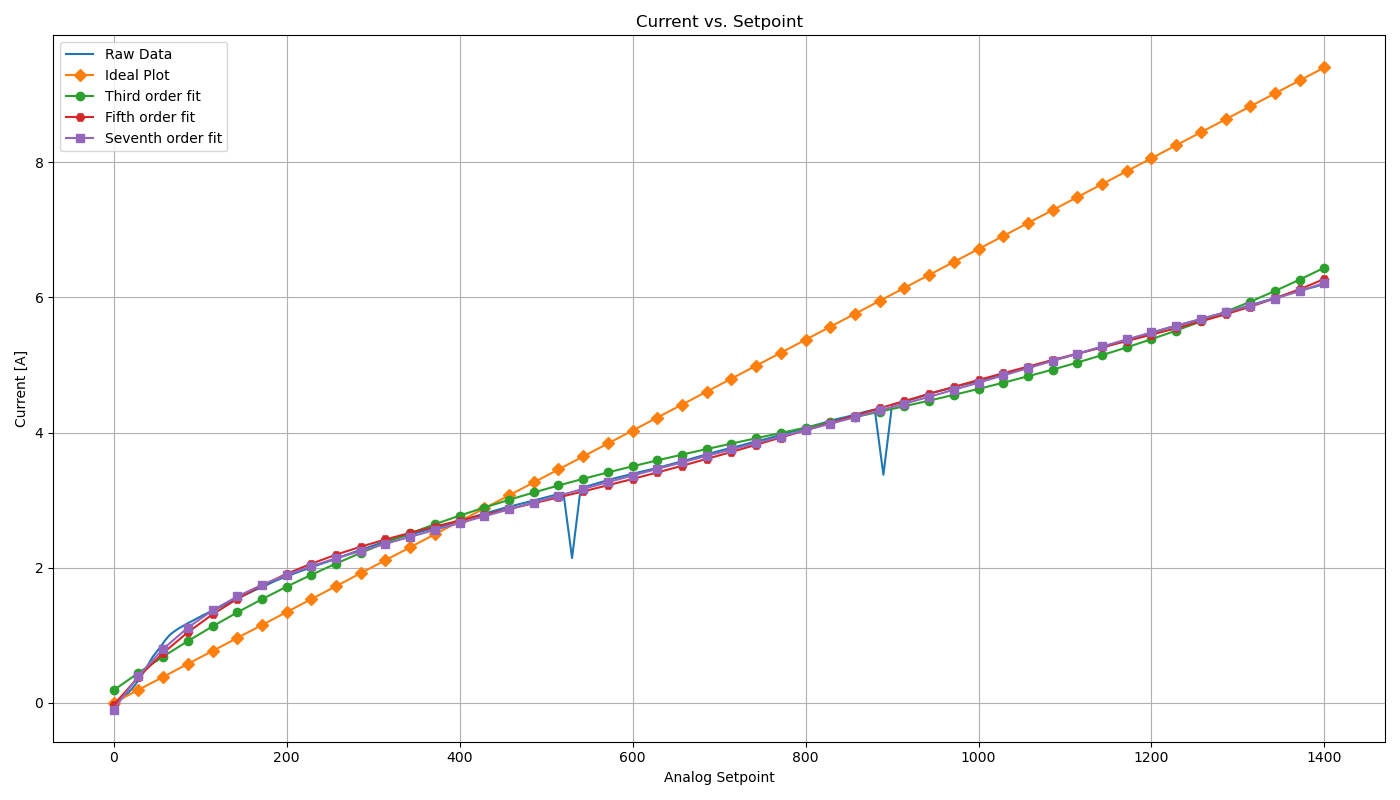 Current vs. Setpoint
Raw Data
Ideal Plot
Third order fit
Fifth order fit
Seventh order fit
Current [A]
8
6
4
2
0
0 200 400 600 800 1000 1200 1400
Analog Setpoint